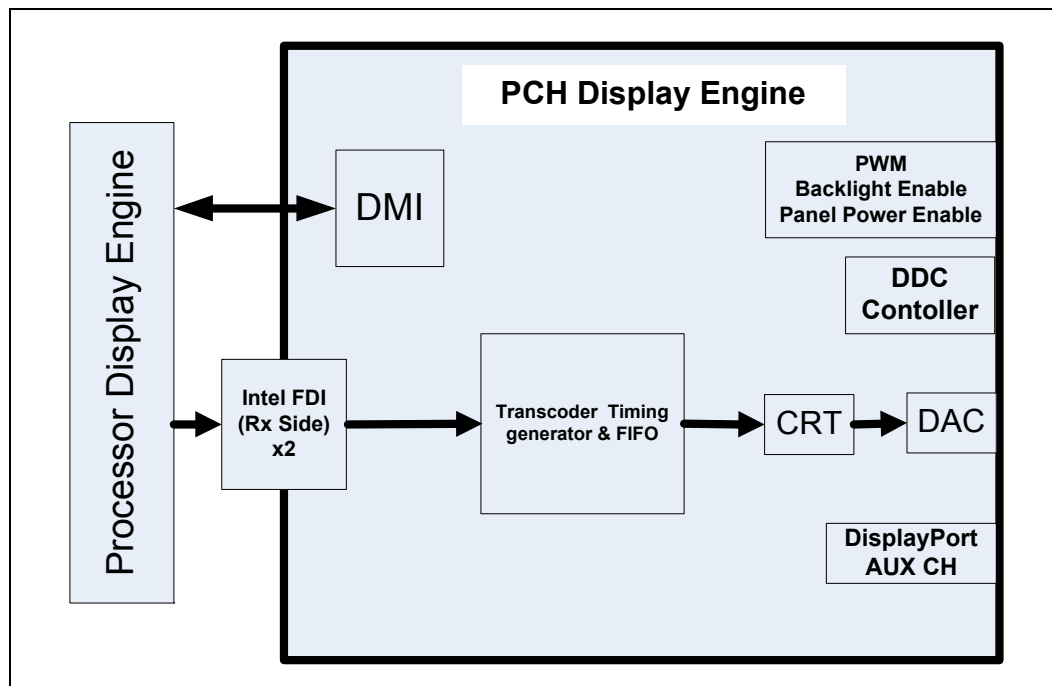 PCH Display Engine
Processor Display Engine
DMI
PWM
Backlight Enable
Panel Power Enable
DDC
Contoller
Intel FDI
(Rx Side)
x2
Transcoder Timing
generator & FIFO
CRT
DAC
DisplayPort
AUX CH